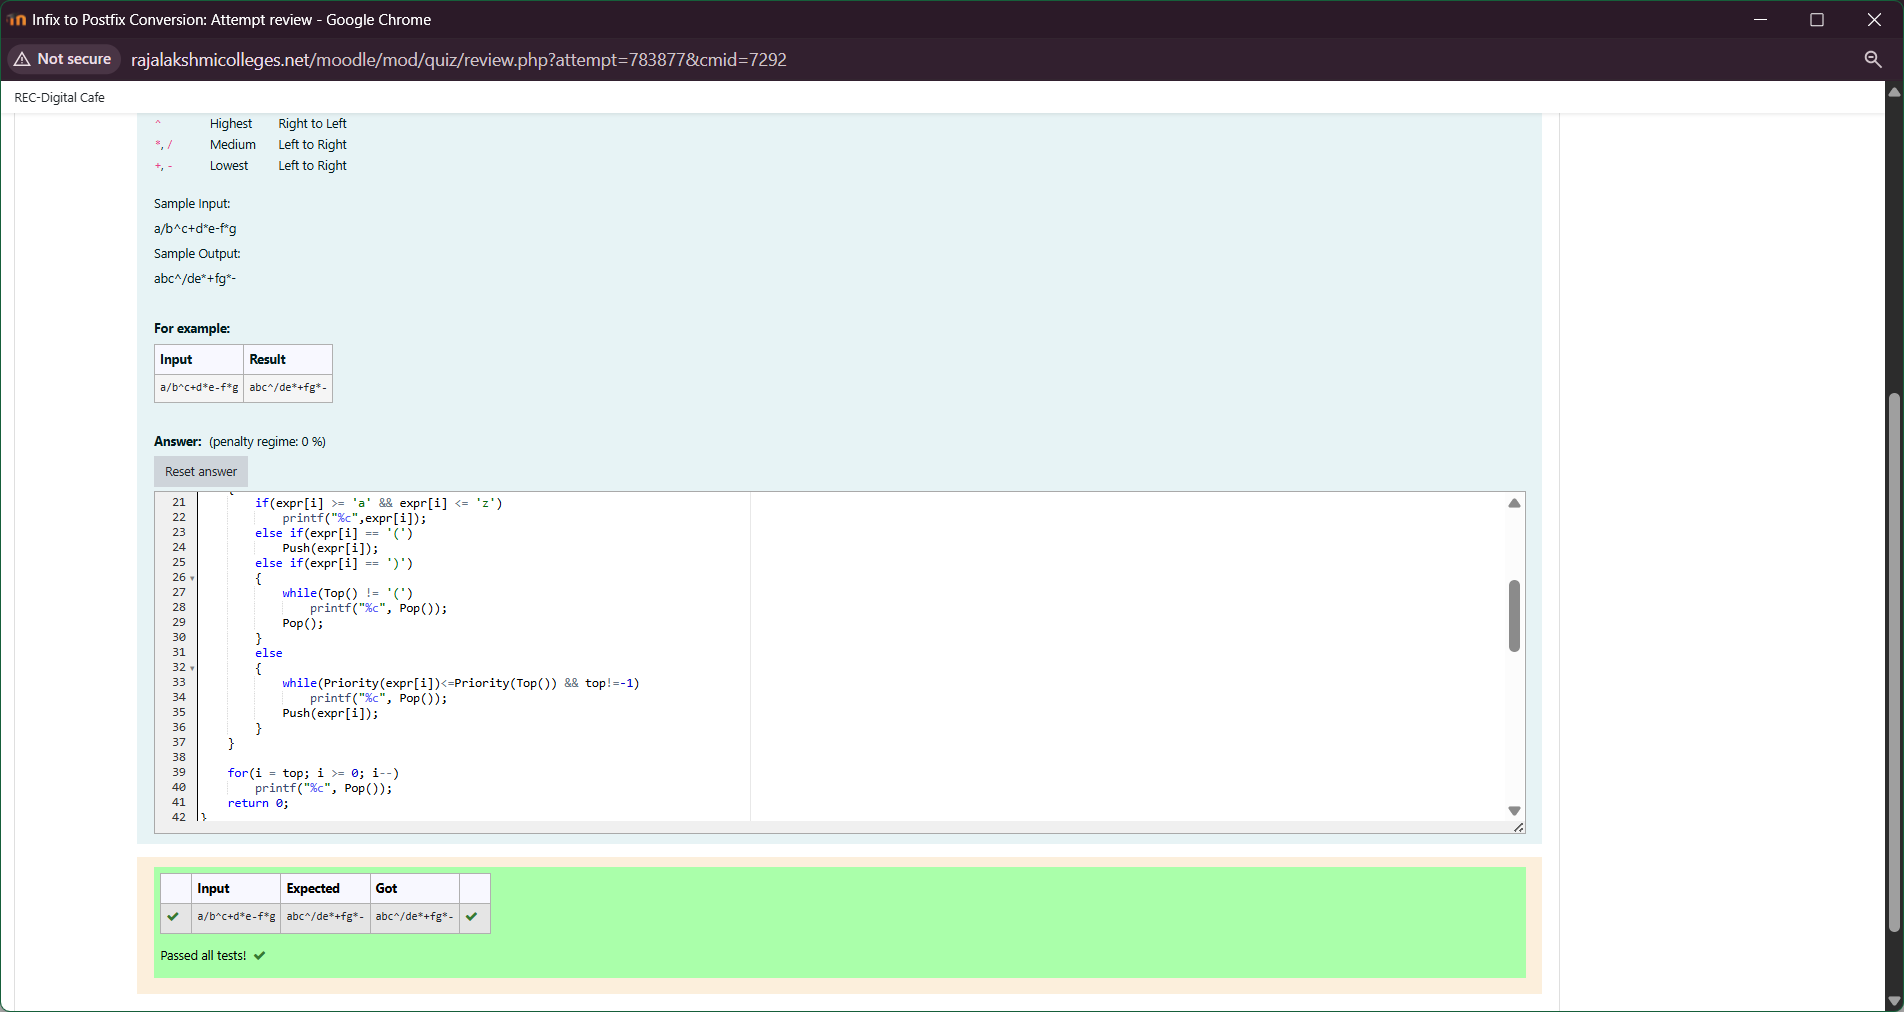 Infix to Postfix Conversion: Attempt review - Google Chrome
Not secure rajalakshmicolleges.net/moodle/mod/quiz/review.php?attempt=783877&cmid=7292
REC-Digital Cafe
^ Highest Right to Left
*, / Medium Left to Right
+, - Lowest Left to Right
Sample Input:
a/b^c+d*e-f*g
Sample Output:
abc^/de*+fg*-
For example:
Input Result
a/b^c+d*e-f*g abc^/de*+fg*-
Answer: (penalty regime: 0 %)
Reset answer
21 if(expr[i] >= 'a' && expr[i] <= 'z')
22 printf("%c",expr[i]);
23 else if(expr[i] == '(')
24 Push(expr[i]);
25 else if(expr[i] == ')')
26 {
27 while(Top() != '(')
28 printf("%c", Pop());
29 Pop();
30 }
31 else
32 {
33 while(Priority(expr[i])<=Priority(Top()) && top!=-1)
34 printf("%c", Pop());
35 Push(expr[i]);
36 }
37 }
38
39 for(i = top; i >= 0; i--)
40 printf("%c", Pop());
41 return 0;
42 }
Input Expected Got
a/b^c+d*e-f*g abc^/de*+fg*- abc^/de*+fg*-
Passed all tests!